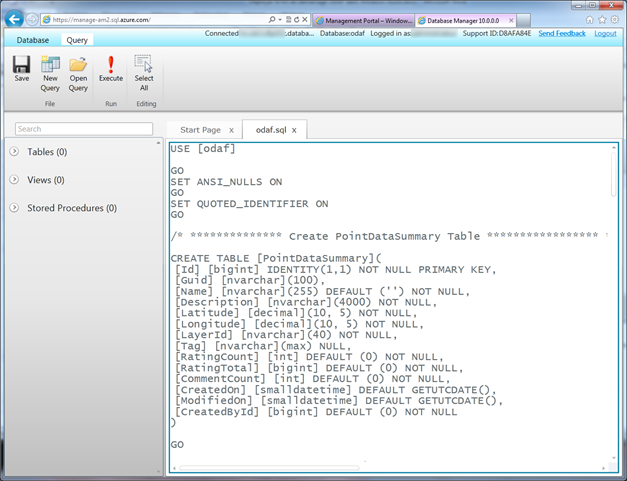 https://manage-am2.sql.azure.com/
Management Portal – Window...
Database Manager 10.0.0.0
Database
Query
Connected
.databa...
Database:odaf
Logged in as:
Support ID:D8AFA84E
Send Feedback
Logout
Save
New Query
Open Query
Execute
Select All
File
Run
Editing
Search
Start Page x
odaf.sql x
Tables (0)
Views (0)
Stored Procedures (0)
USE [odaf]
GO
SET ANSI_NULLS ON
GO
SET QUOTED_IDENTIFIER ON
GO
/* ************** Create PointDataSummary Table *****************
CREATE TABLE [PointDataSummary](
[Id] [bigint] IDENTITY(1,1) NOT NULL PRIMARY KEY,
[Guid] [nvarchar](100),
[Name] [nvarchar](255) DEFAULT ('') NOT NULL,
[Description] [nvarchar](4000) NOT NULL,
[Latitude] [decimal](10, 5) NOT NULL,
[Longitude] [decimal](10, 5) NOT NULL,
[LayerId] [nvarchar](40) NOT NULL,
[Tag] [nvarchar](max) NULL,
[RatingCount] [int] DEFAULT (0) NOT NULL,
[RatingTotal] [bigint] DEFAULT (0) NOT NULL,
[CommentCount] [int] DEFAULT (0) NOT NULL,
[CreatedOn] [smalldatetime] DEFAULT GETUTCDATE(),
[ModifiedOn] [smalldatetime] DEFAULT GETUTCDATE(),
[CreatedById] [bigint] DEFAULT (0) NOT NULL
)
GO